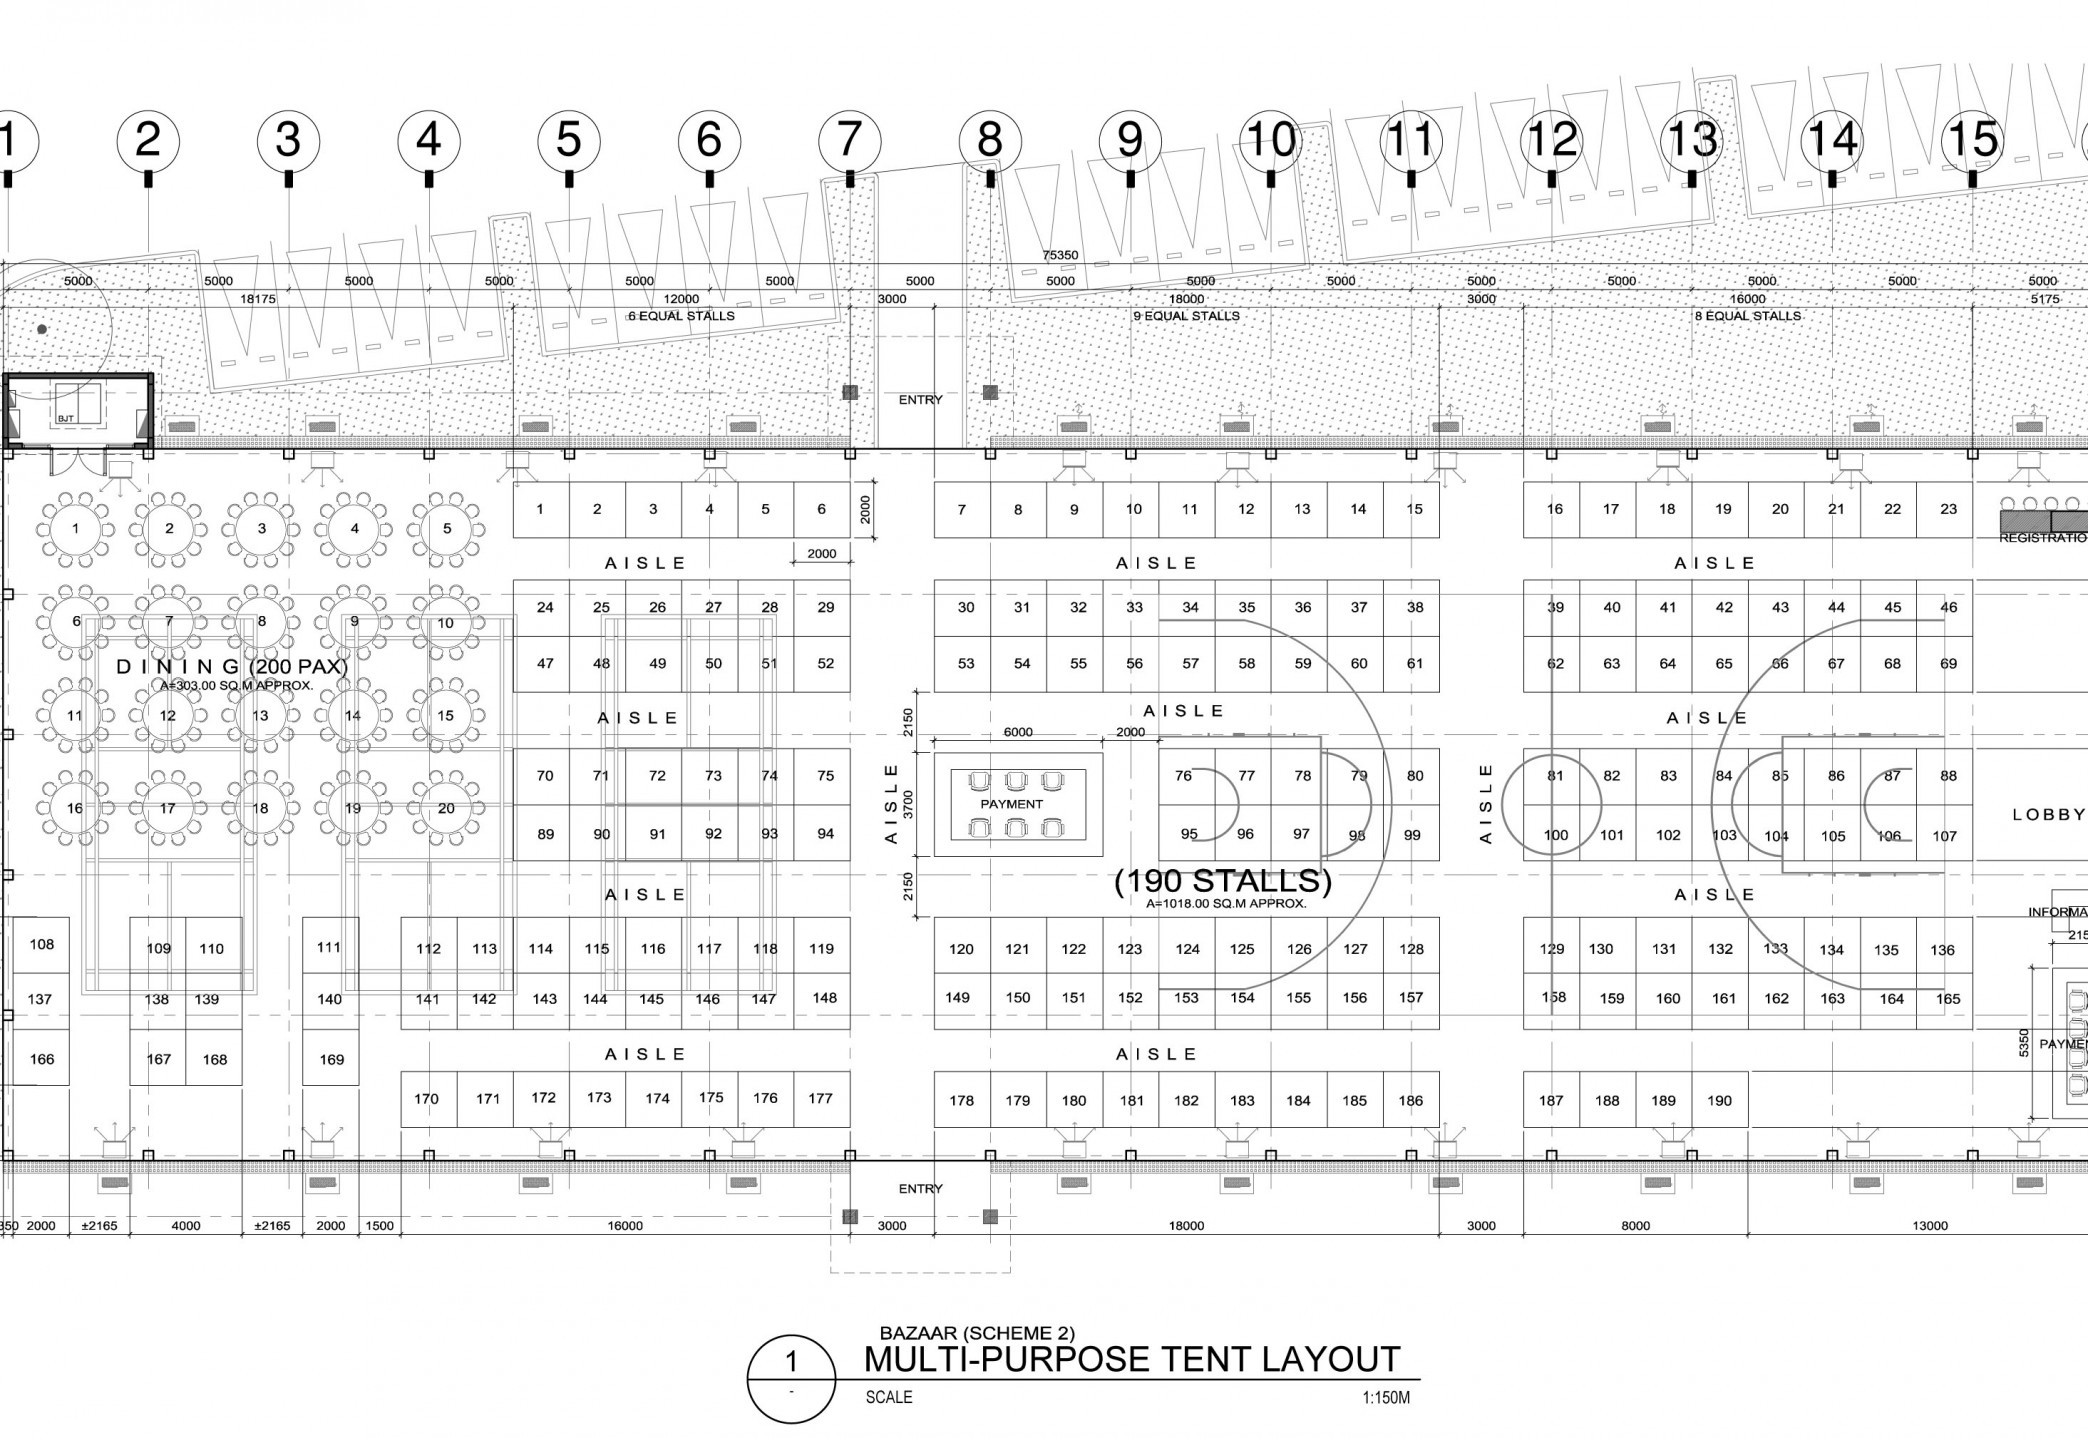 1 2 3 4 5 6 7 8 9 10 11 12 13 14 15
75350
5000 5000 5000 5000 5000 5000 5000 5000 5000 5000 5000 5000 5000 5000 5000
18175 12000 3000 18000 3000 16000 5175
6 EQUAL STALLS 9 EQUAL STALLS 8 EQUAL STALLS
ENTRY
BJT
1 2 3 4 5 6 7 8 9 10 11 12 13 14 15 16 17 18 19 20 21 22 23
2000
1 2 3 4 5
REGISTRATIO
2000
AISLE AISLE AISLE
24 25 26 27 28 29 30 31 32 33 34 35 36 37 38 39 40 41 42 43 44 45 46
6 7 8 9 10
47 48 49 50 51 52 53 54 55 56 57 58 59 60 61 62 63 64 65 66 67 68 69
DINING (200 PAX)
A=303.00 SQ.M APPROX.
11 12 13 14 15
AISLE AISLE AISLE
2150
6000 2000
70 71 72 73 74 75 76 77 78 79 80 81 82 83 84 85 86 87 88
AISLE 3700 AISLE
PAYMENT
16 17 18 19 20
LOBBY
89 90 91 92 93 94 95 96 97 98 99 100 101 102 103 104 105 106 107
2150
(190 STALLS)
A=1018.00 SQ.M APPROX.
AISLE AISLE
INFORMA
215
108 109 110 111 112 113 114 115 116 117 118 119 120 121 122 123 124 125 126 127 128 129 130 131 132 133 134 135 136
137 138 139 140 141 142 143 144 145 146 147 148 149 150 151 152 153 154 155 156 157 158 159 160 161 162 163 164 165
5350
PAYMEN
AISLE AISLE
166 167 168 169
170 171 172 173 174 175 176 177 178 179 180 181 182 183 184 185 186 187 188 189 190
ENTRY
350 2000 ±2165 4000 ±2165 2000 1500 16000 3000 18000 3000 8000 13000
BAZAAR (SCHEME 2)
1 MULTI-PURPOSE TENT LAYOUT
- SCALE 1:150M